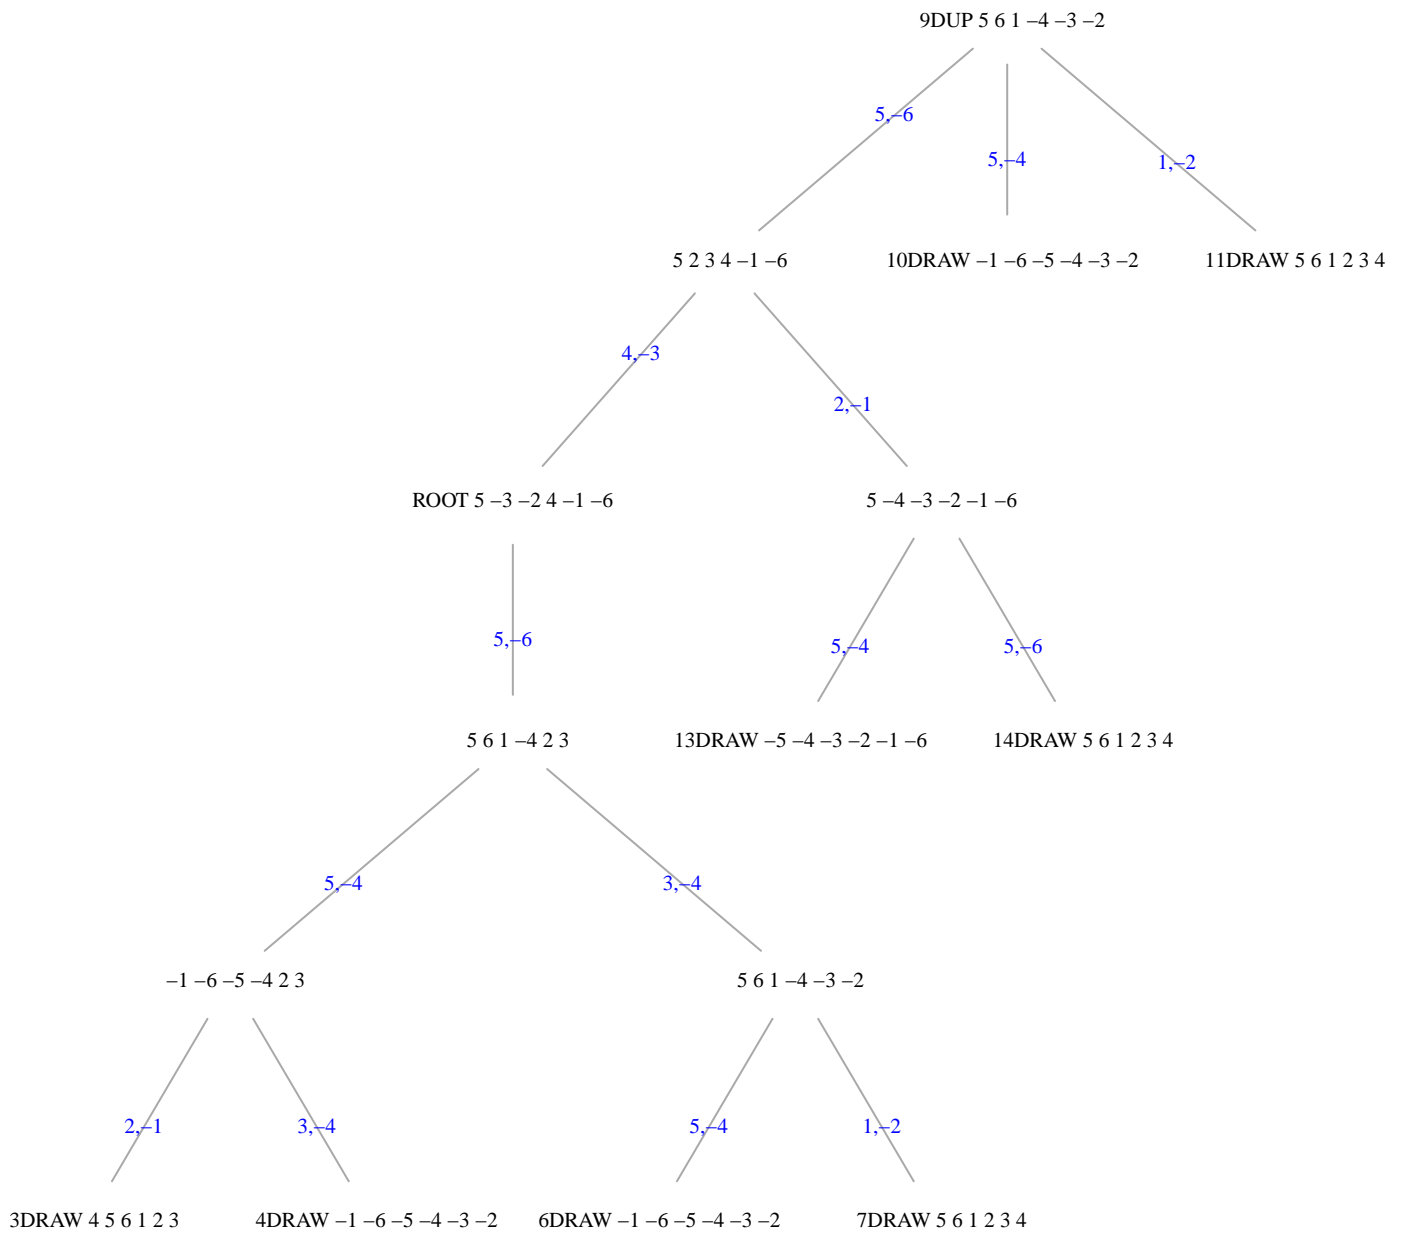 9DUP 5 6 1 –4 –3 –2
5,–6
5,–4
1,–2
5 2 3 4 –1 –6
10DRAW –1 –6 –5 –4 –3 –2
11DRAW 5 6 1 2 3 4
4,–3
2,–1
ROOT 5 –3 –2 4 –1 –6
5 –4 –3 –2 –1 –6
5,–6
5,–4
5,–6
5 6 1 –4 2 3
13DRAW –5 –4 –3 –2 –1 –6
14DRAW 5 6 1 2 3 4
5,–4
3,–4
–1 –6 –5 –4 2 3
5 6 1 –4 –3 –2
2,–1
3,–4
5,–4
1,–2
3DRAW 4 5 6 1 2 3
4DRAW –1 –6 –5 –4 –3 –2
6DRAW –1 –6 –5 –4 –3 –2
7DRAW 5 6 1 2 3 4